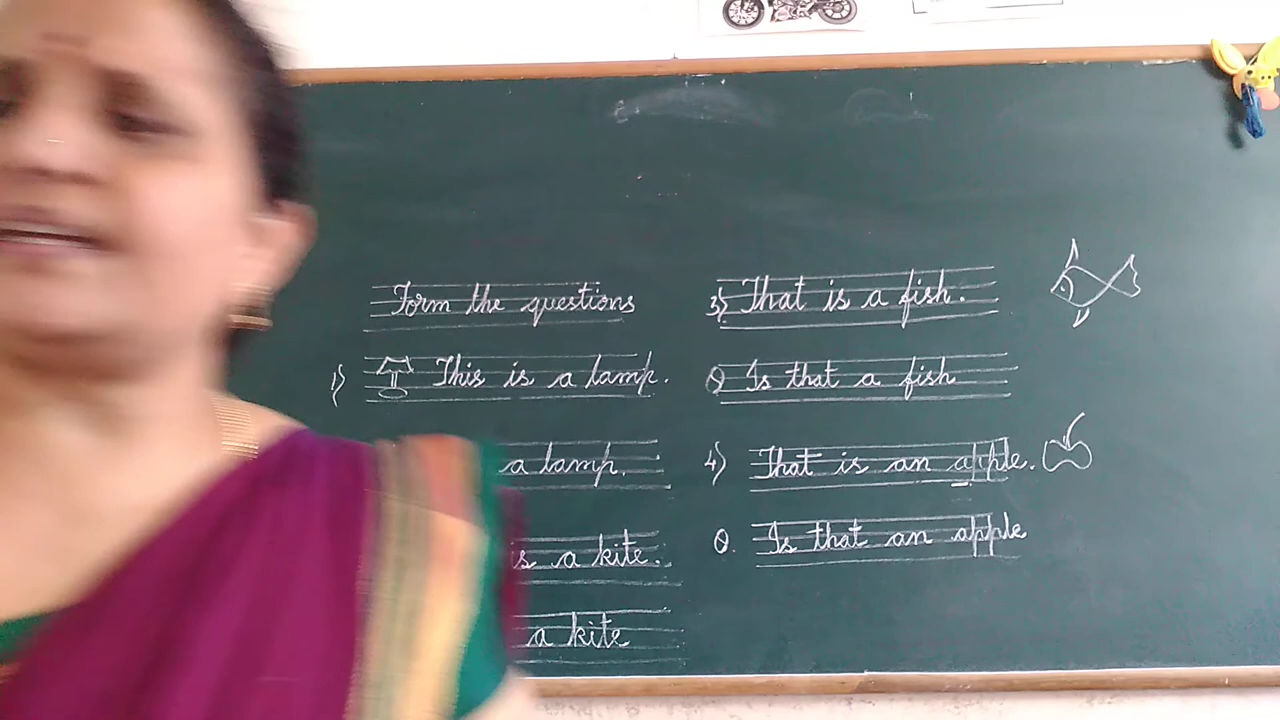 Form the questions
1) This is a lamp.
a lamp.
is a kite.
a kite
3) That is a fish.
Q Is that a fish
4) That is an apple.
Q. Is that an apple